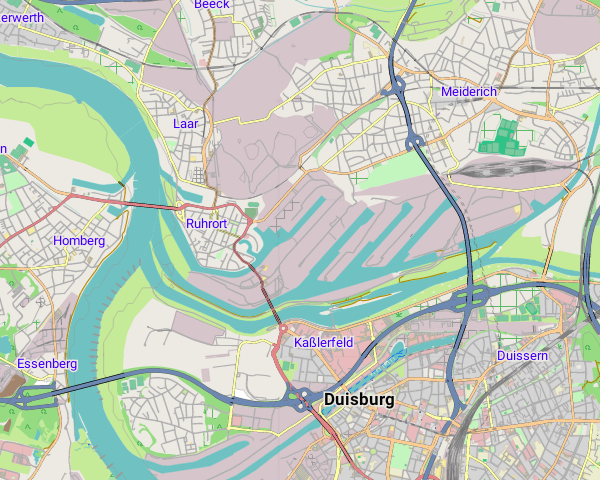 Beeck
erwerth
Meiderich
Laar
n
Ruhrort
Homberg
Kaßlerfeld
Duissern
Essenberg
Duisburg